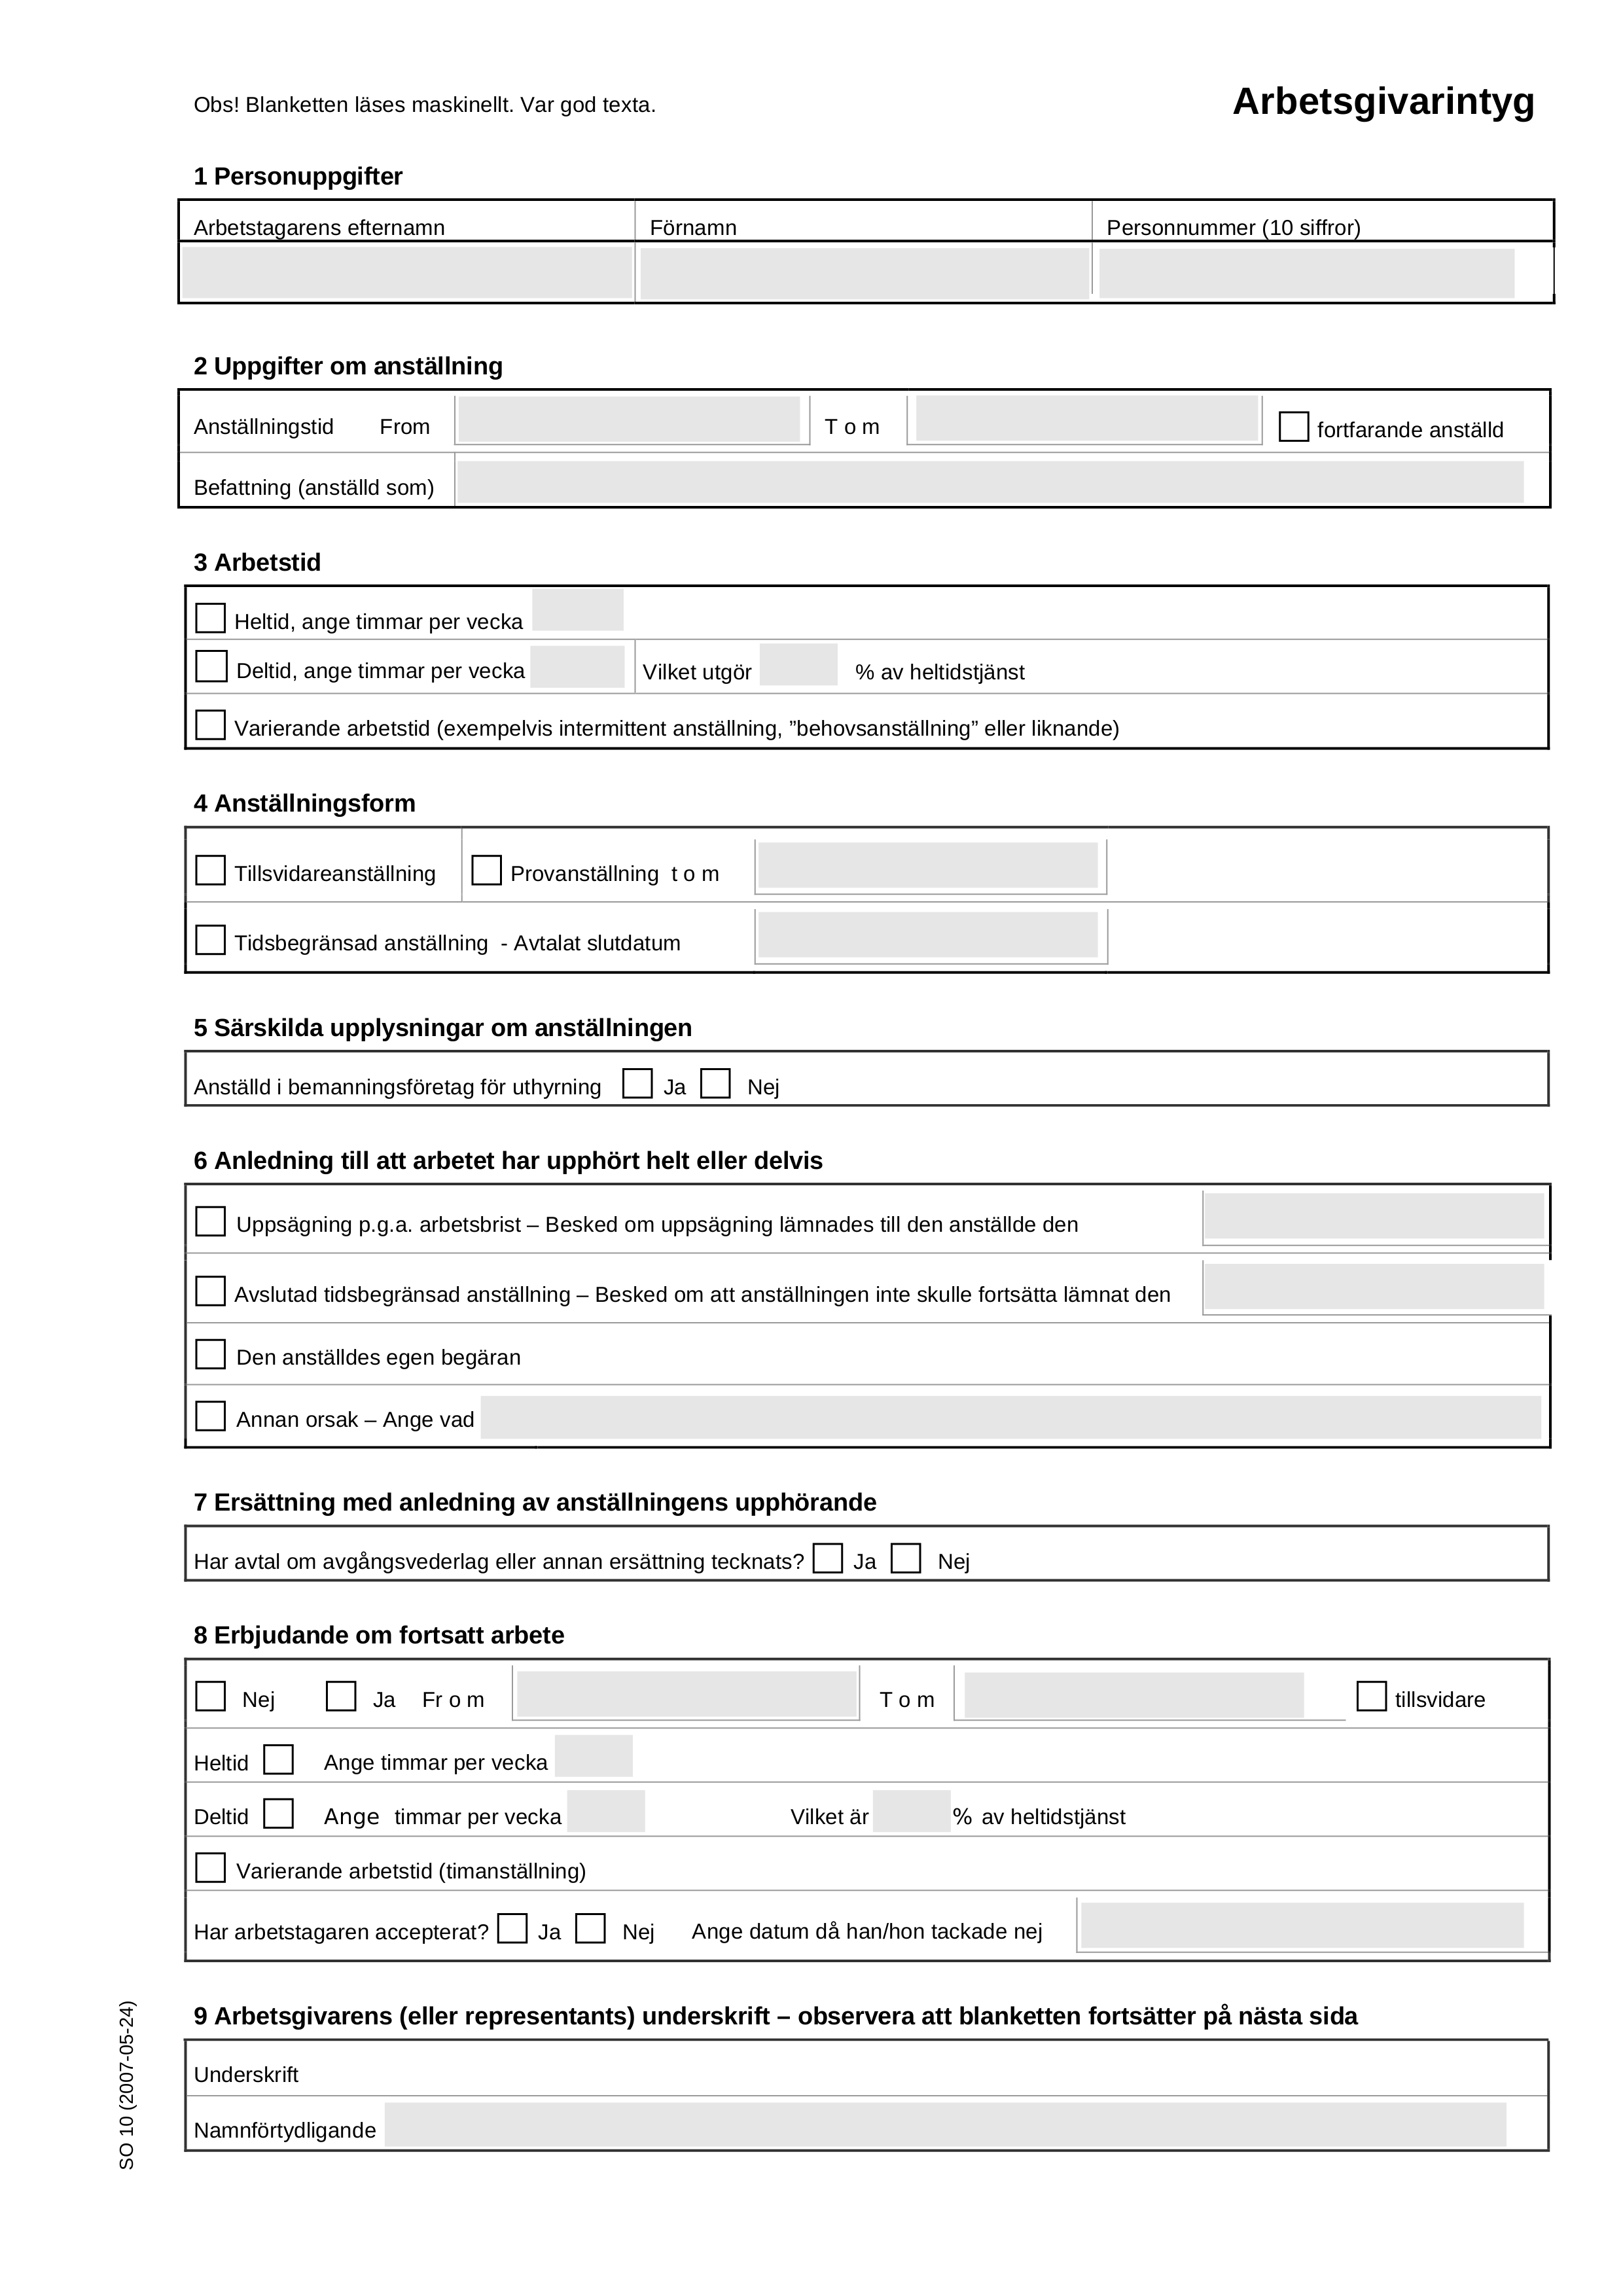 Obs! Blanketten läses maskinellt. Var god texta.
Arbetsgivarintyg
1 Personuppgifter
Arbetstagarens efternamn Förnamn Personnummer (10 siffror)
2 Uppgifter om anställning
Anställningstid From T o m fortfarande anställd
Befattning (anställd som)
3 Arbetstid
Heltid, ange timmar per vecka
Deltid, ange timmar per vecka Vilket utgör % av heltidstjänst
Varierande arbetstid (exempelvis intermittent anställning, ”behovsanställning” eller liknande)
4 Anställningsform
Tillsvidareanställning Provanställning t o m
Tidsbegränsad anställning - Avtalat slutdatum
5 Särskilda upplysningar om anställningen
Anställd i bemanningsföretag för uthyrning Ja Nej
6 Anledning till att arbetet har upphört helt eller delvis
Uppsägning p.g.a. arbetsbrist – Besked om uppsägning lämnades till den anställde den
Avslutad tidsbegränsad anställning – Besked om att anställningen inte skulle fortsätta lämnat den
Den anställdes egen begäran
Annan orsak – Ange vad
7 Ersättning med anledning av anställningens upphörande
Har avtal om avgångsvederlag eller annan ersättning tecknats? Ja Nej
8 Erbjudande om fortsatt arbete
Nej Ja Fr o m T o m tillsvidare
Heltid Ange timmar per vecka
Deltid Ange timmar per vecka Vilket är % av heltidstjänst
Varierande arbetstid (timanställning)
Har arbetstagaren accepterat? Ja Nej Ange datum då han/hon tackade nej
9 Arbetsgivarens (eller representants) underskrift – observera att blanketten fortsätter på nästa sida
Underskrift
Namnförtydligande
SO 10 (2007-05-24)